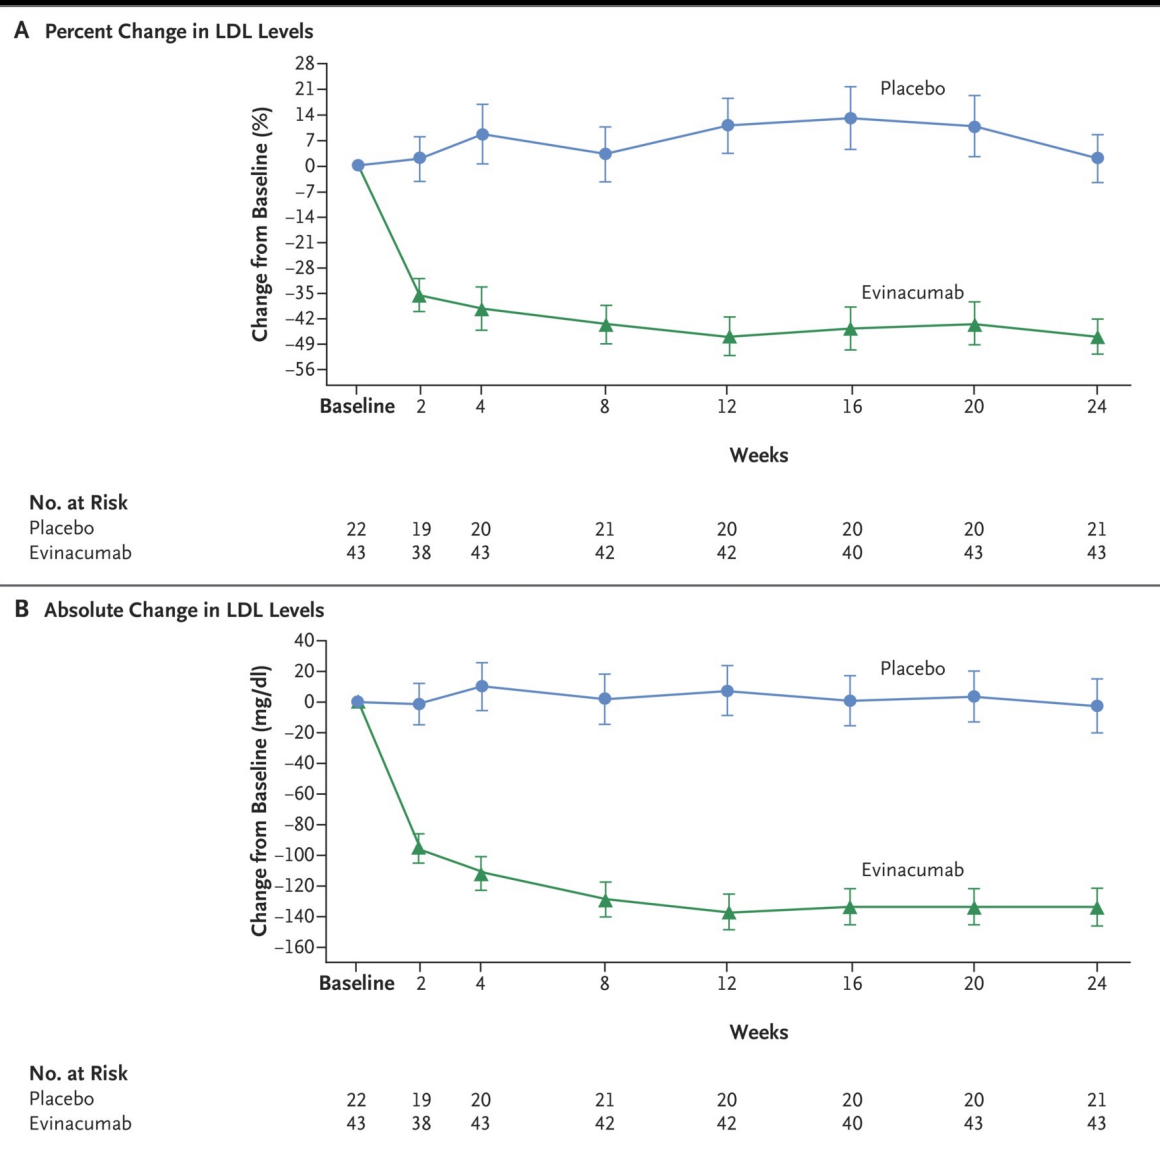 A Percent Change in LDL Levels
Change from Baseline (%)
28
21
14
7
0
–7
–14
–21
–28
–35
–42
–49
–56
Placebo
Evinacumab
Baseline 2 4 8 12 16 20 24
Weeks
No. at Risk
Placebo 22 19 20 21 20 20 20 21
Evinacumab 43 38 43 42 42 40 43 43
B Absolute Change in LDL Levels
Change from Baseline (mg/dl)
40
20
0
–20
–40
–60
–80
–100
–120
–140
–160
Placebo
Evinacumab
Baseline 2 4 8 12 16 20 24
Weeks
No. at Risk
Placebo 22 19 20 21 20 20 20 21
Evinacumab 43 38 43 42 42 40 43 43